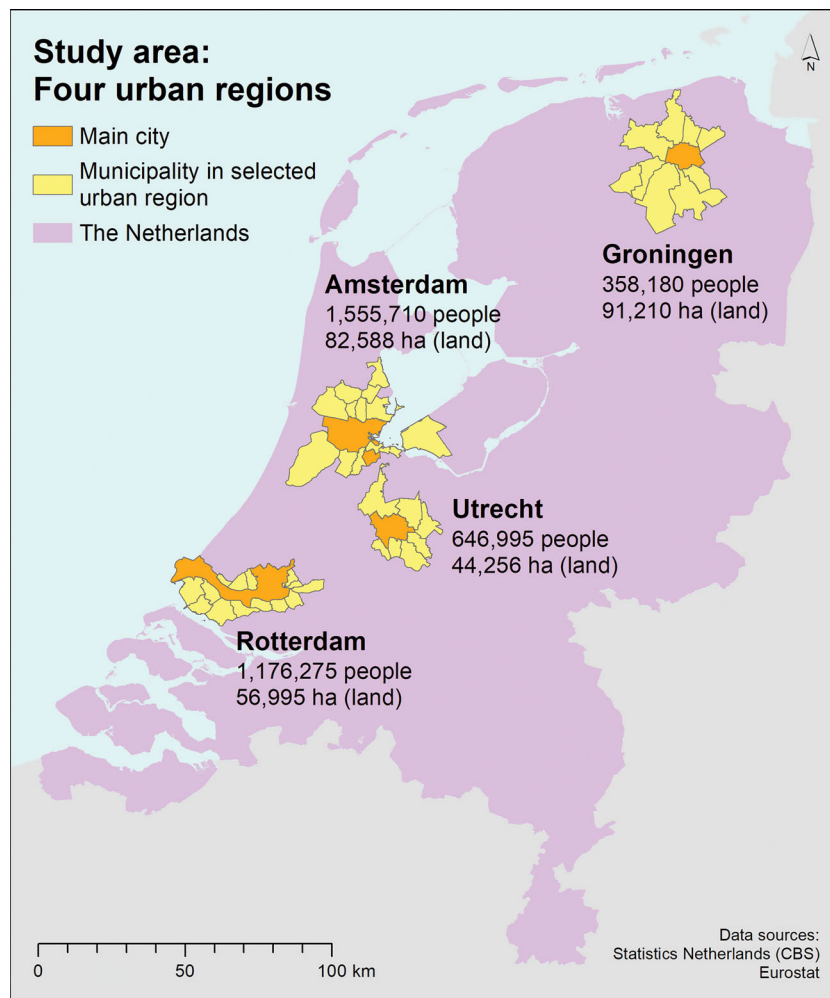 Study area:
Four urban regions
Main city
Municipality in selected
urban region
The Netherlands
N
Groningen
358,180 people
91,210 ha (land)
Amsterdam
1,555,710 people
82,588 ha (land)
Utrecht
646,995 people
44,256 ha (land)
Rotterdam
1,176,275 people
56,995 ha (land)
0 50 100 km
Data sources:
Statistics Netherlands (CBS)
Eurostat